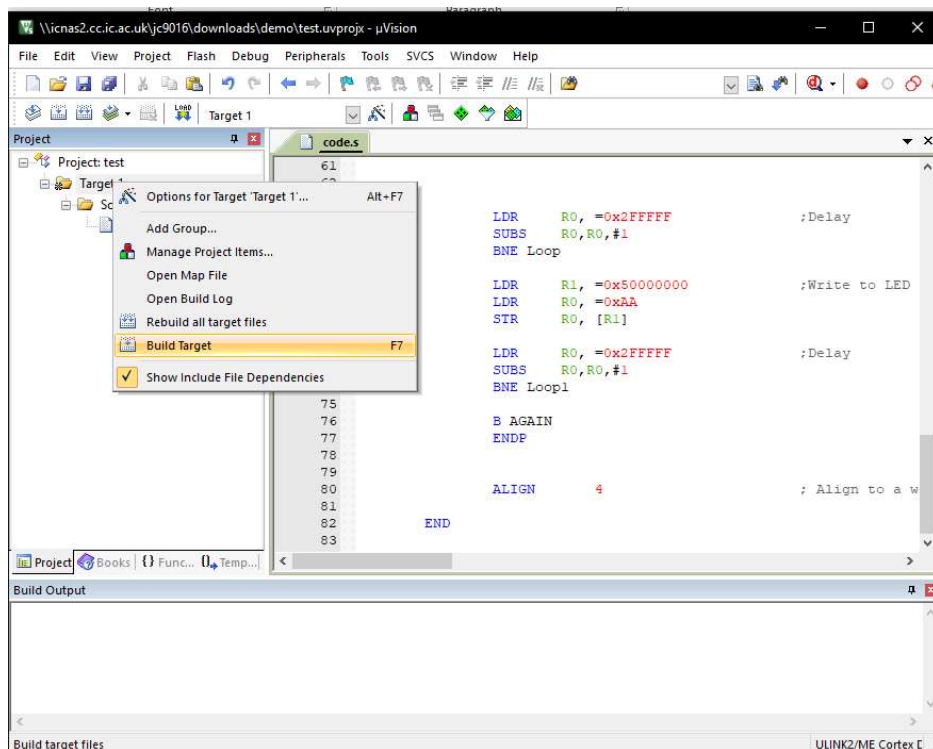 Font Paragraph
\\icnas2.cc.ic.ac.uk\jc9016\downloads\demo\test.uvprojx - µVision
File Edit View Project Flash Debug Peripherals Tools SVCS Window Help
LOAD Target 1
Project
code.s
Project: test
61
Target 1
Options for Target 'Target 1'... Alt+F7
Add Group...
Manage Project Items...
Open Map File
Open Build Log
Rebuild all target files
Build Target F7
Show Include File Dependencies
LDR R0, =0x2FFFFF ;Delay
SUBS R0,R0,#1
BNE Loop
LDR R1, =0x50000000 ;Write to LED
LDR R0, =0xAA
STR R0, [R1]
LDR R0, =0x2FFFFF ;Delay
SUBS R0,R0,#1
BNE Loop1
75
76 B AGAIN
77 ENDP
78
79
80 ALIGN 4 ; Align to a w
81
82 END
83
Project Books {} Func... Temp...
Build Output
Build target files ULINK2/ME Cortex D